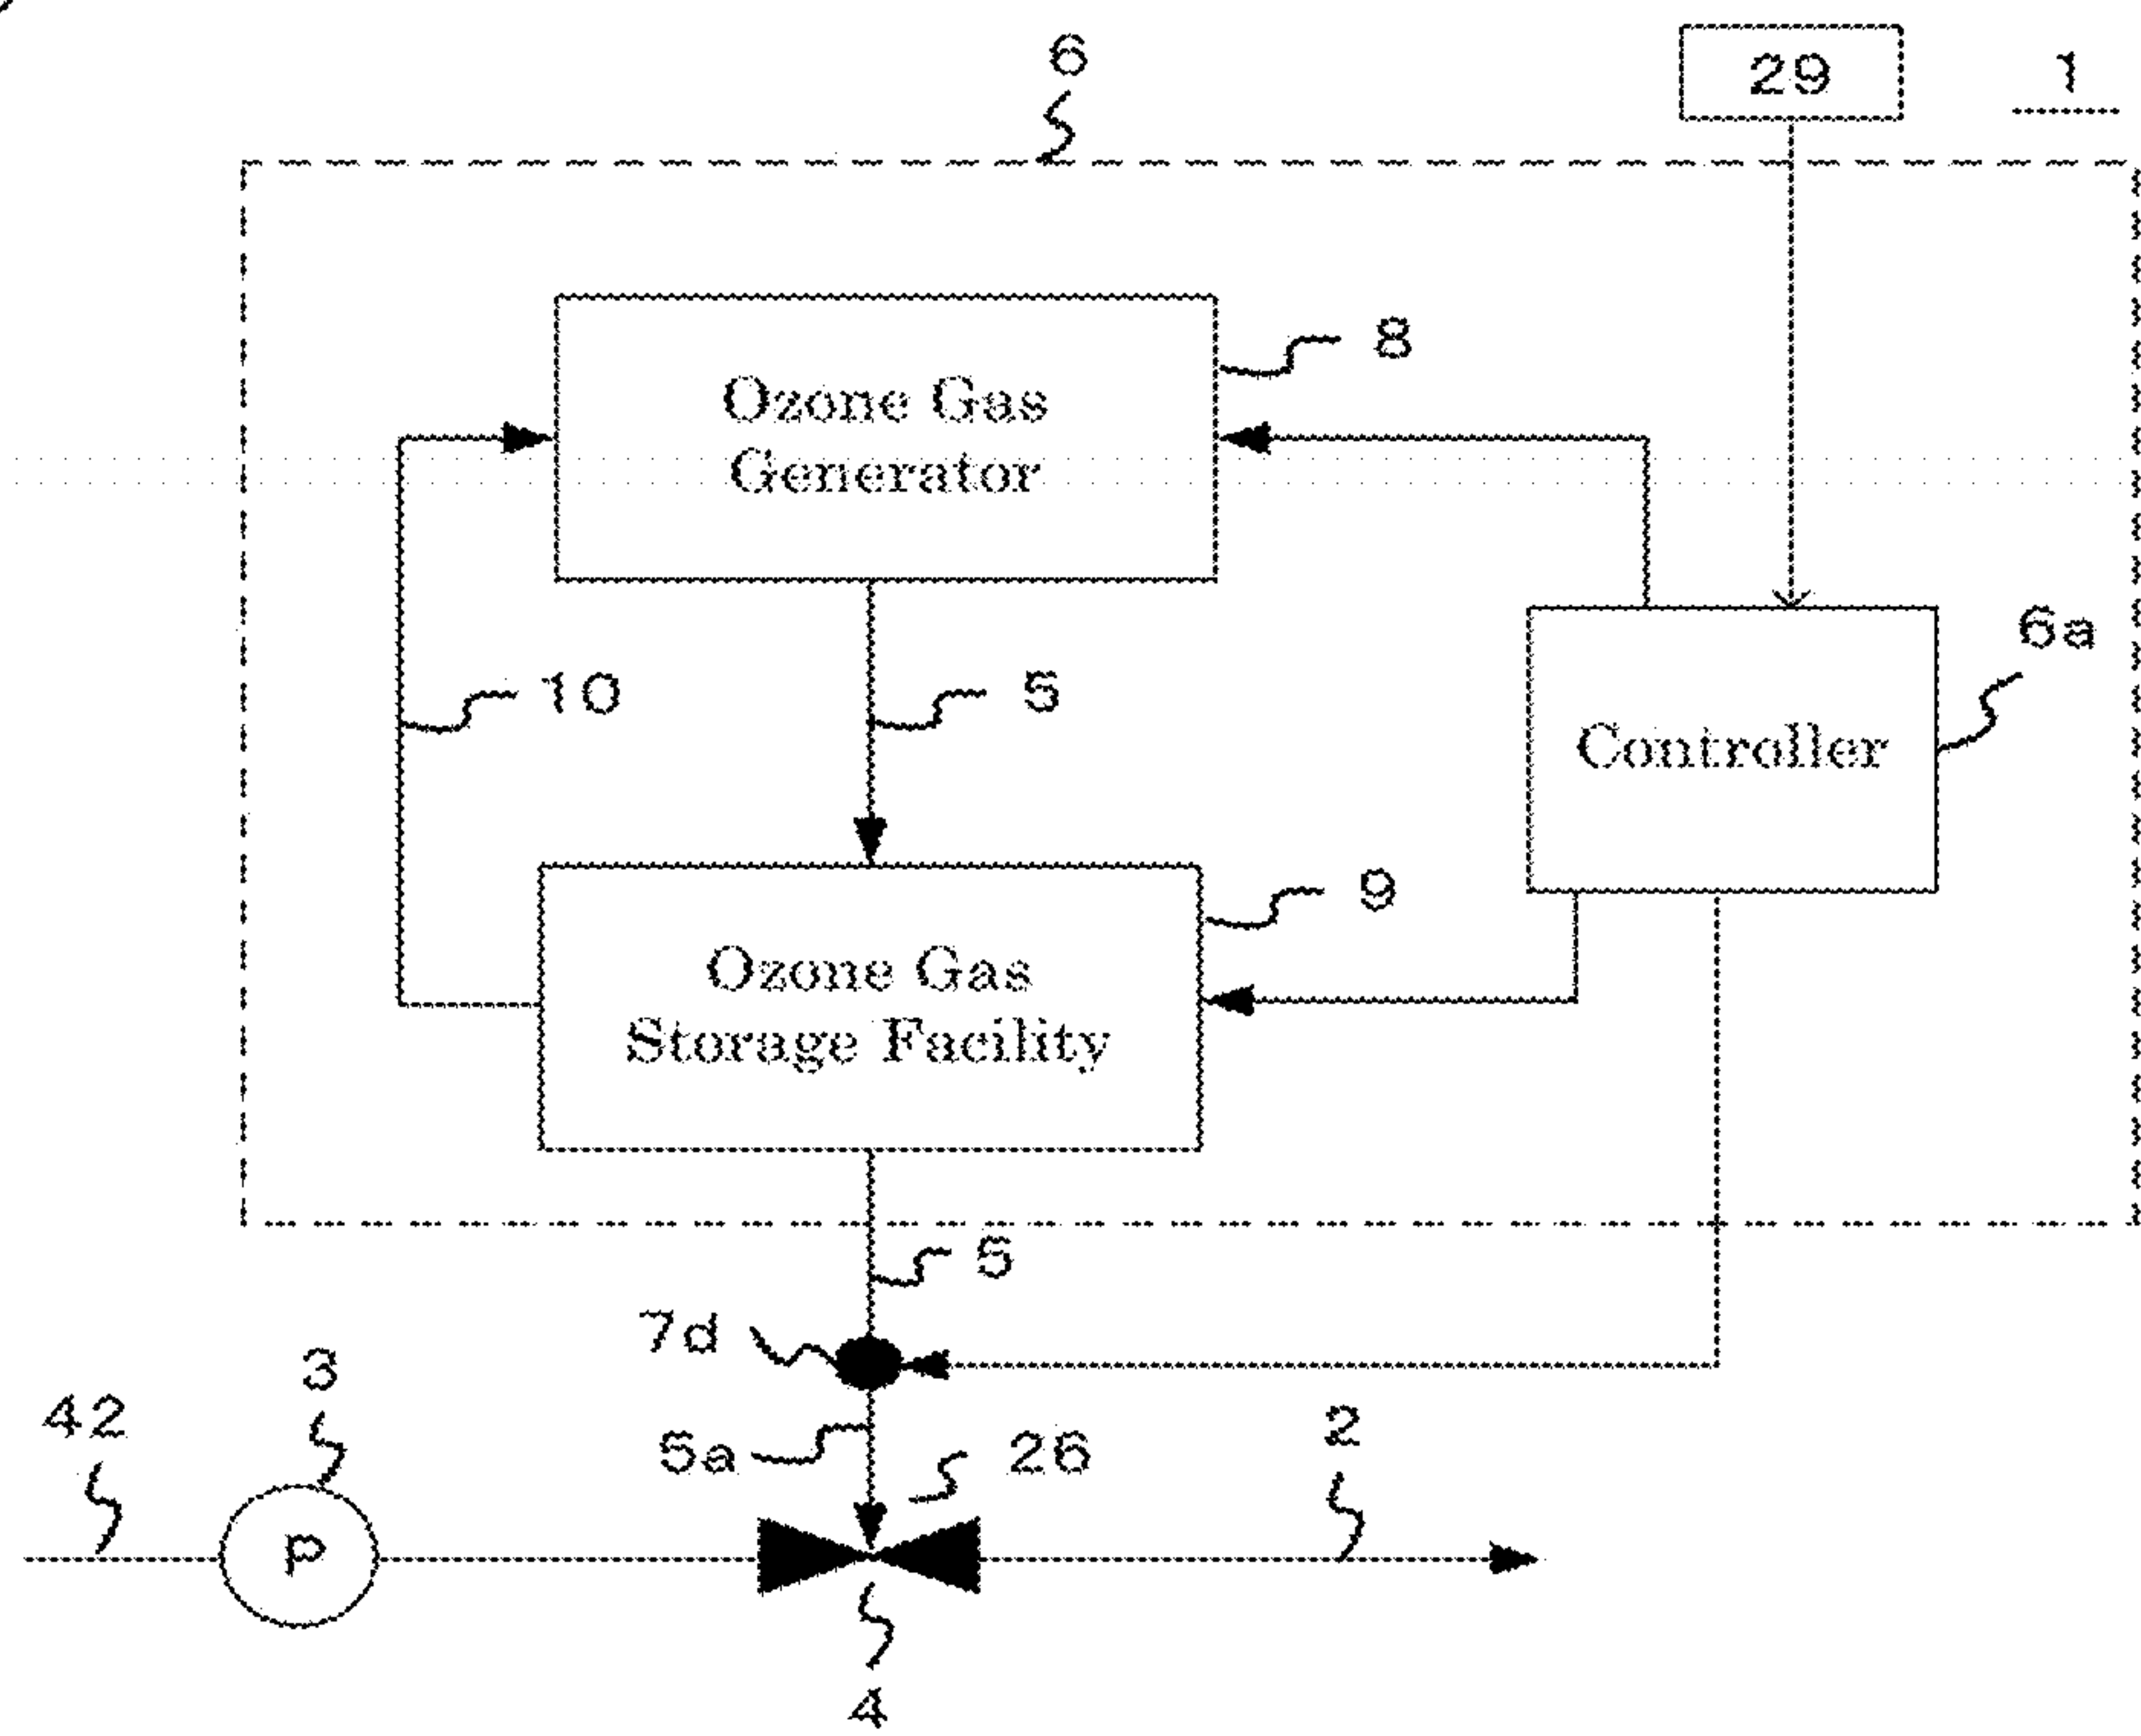 6
29
1
Ozone Gas
Generator
8
6a
10
5
Controller
Ozone Gas
Storage Facility
9
5
7d
3
42
5a
26
2
P
4